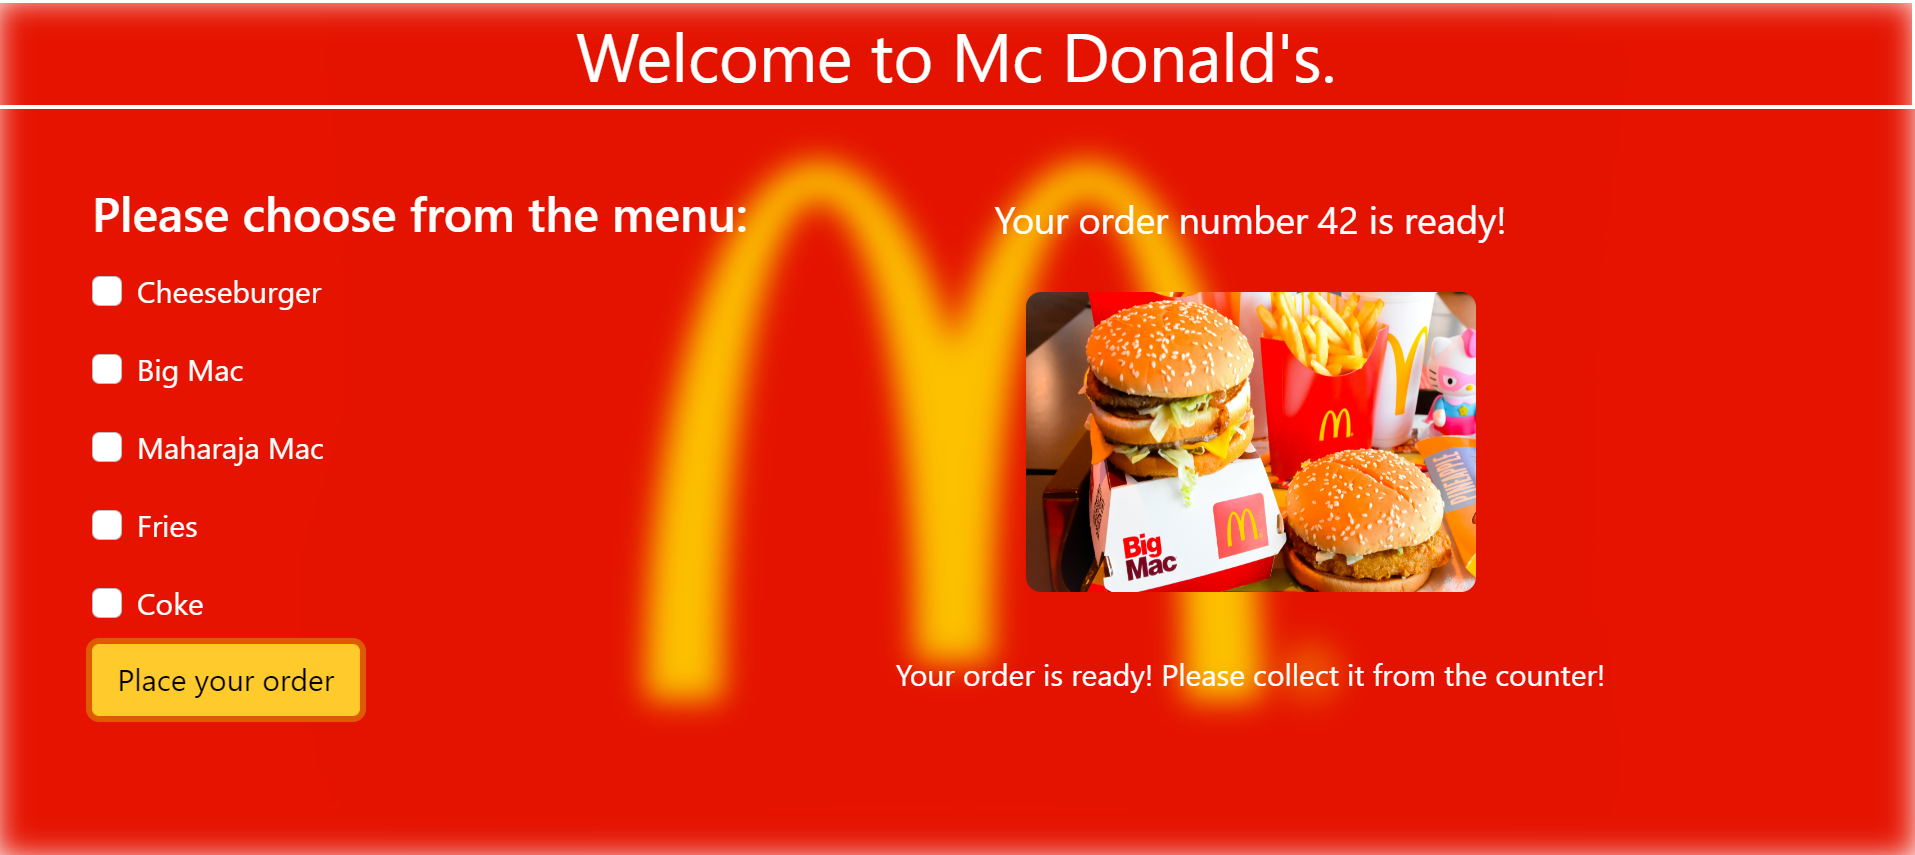 Welcome to Mc Donald's.
Please choose from the menu:
Cheeseburger
Big Mac
Maharaja Mac
Fries
Coke
Place your order
Your order number 42 is ready!
PINEAPPLE
Big
Mac
Your order is ready! Please collect it from the counter!